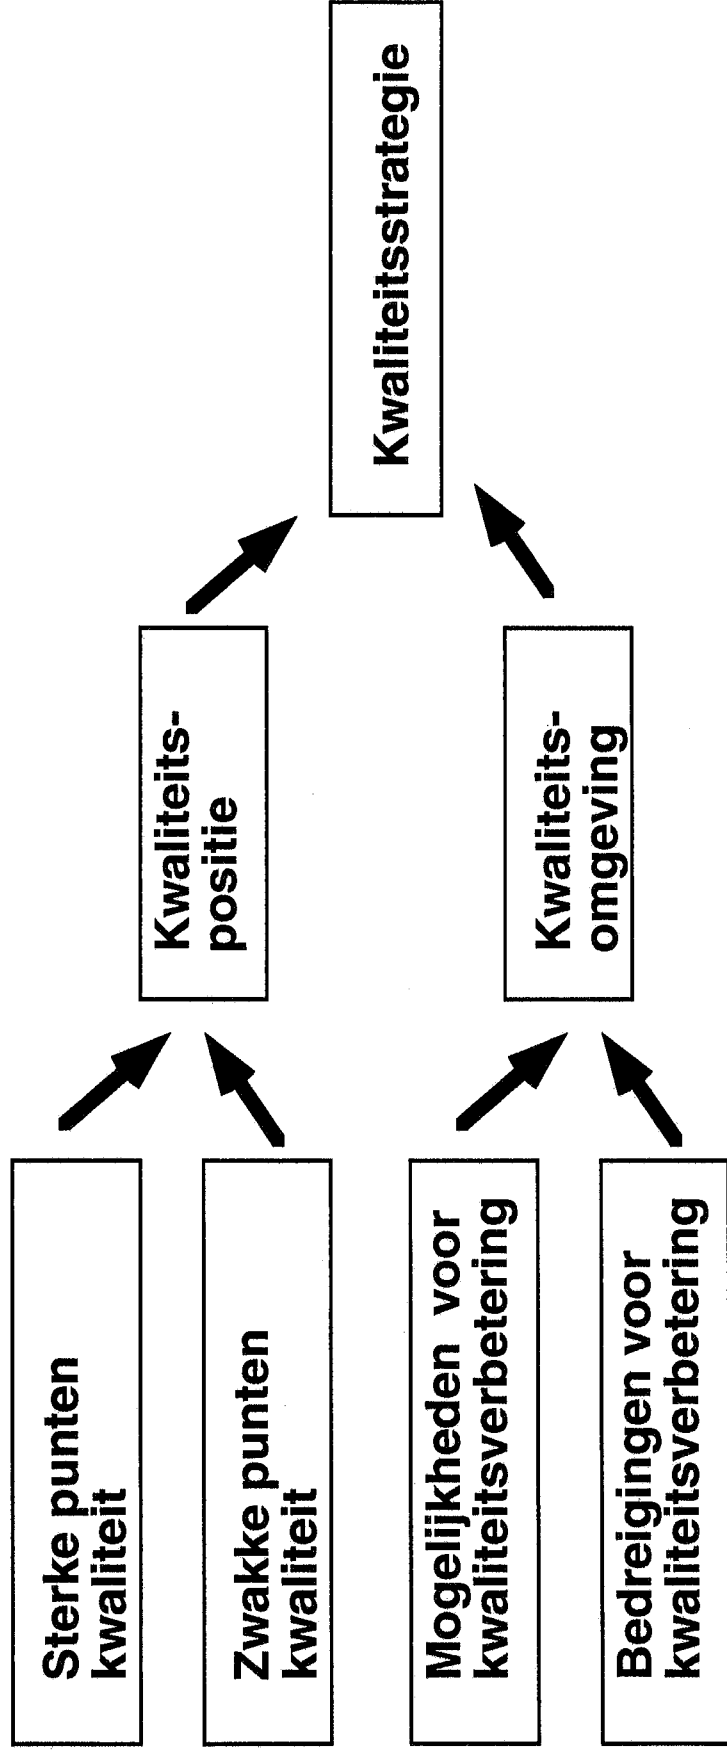 Sterke punten
kwaliteit
Zwakke punten
kwaliteit
Mogelijkheden voor
kwaliteitsverbetering
Bedreigingen voor
kwaliteitsverbetering
Kwaliteits-
positie
Kwaliteits-
omgeving
Kwaliteitsstrategie